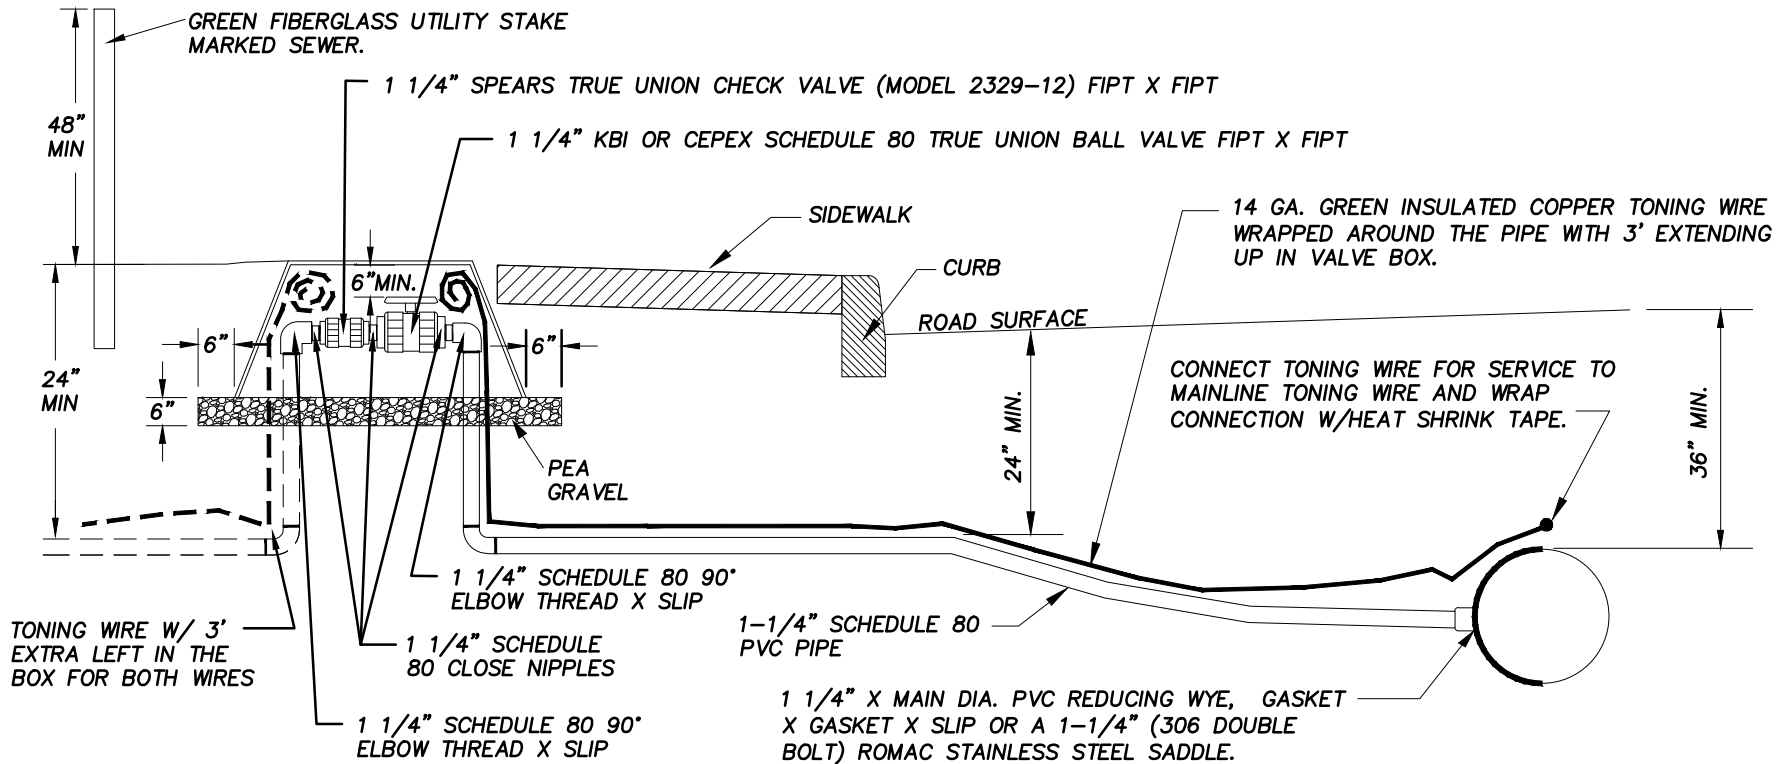 GREEN FIBERGLASS UTILITY STAKE
MARKED SEWER.
1 1/4" SPEARS TRUE UNION CHECK VALVE (MODEL 2329-12) FIPT X FIPT
48"
MIN
1 1/4" KBI OR CEPEX SCHEDULE 80 TRUE UNION BALL VALVE FIPT X FIPT
14 GA. GREEN INSULATED COPPER TONING WIRE
WRAPPED AROUND THE PIPE WITH 3' EXTENDING
UP IN VALVE BOX.
SIDEWALK
CURB
6" MIN.
ROAD SURFACE
6"
6"
24"
MIN
6"
CONNECT TONING WIRE FOR SERVICE TO
MAINLINE TONING WIRE AND WRAP
CONNECTION W/HEAT SHRINK TAPE.
24" MIN.
36" MIN.
PEA
GRAVEL
1 1/4" SCHEDULE 80 90°
ELBOW THREAD X SLIP
TONING WIRE W/ 3'
EXTRA LEFT IN THE
BOX FOR BOTH WIRES
1 1/4" SCHEDULE
80 CLOSE NIPPLES
1-1/4" SCHEDULE 80
PVC PIPE
1 1/4" SCHEDULE 80 90°
ELBOW THREAD X SLIP
1 1/4" X MAIN DIA. PVC REDUCING WYE, GASKET
X GASKET X SLIP OR A 1-1/4" (306 DOUBLE
BOLT) ROMAC STAINLESS STEEL SADDLE.